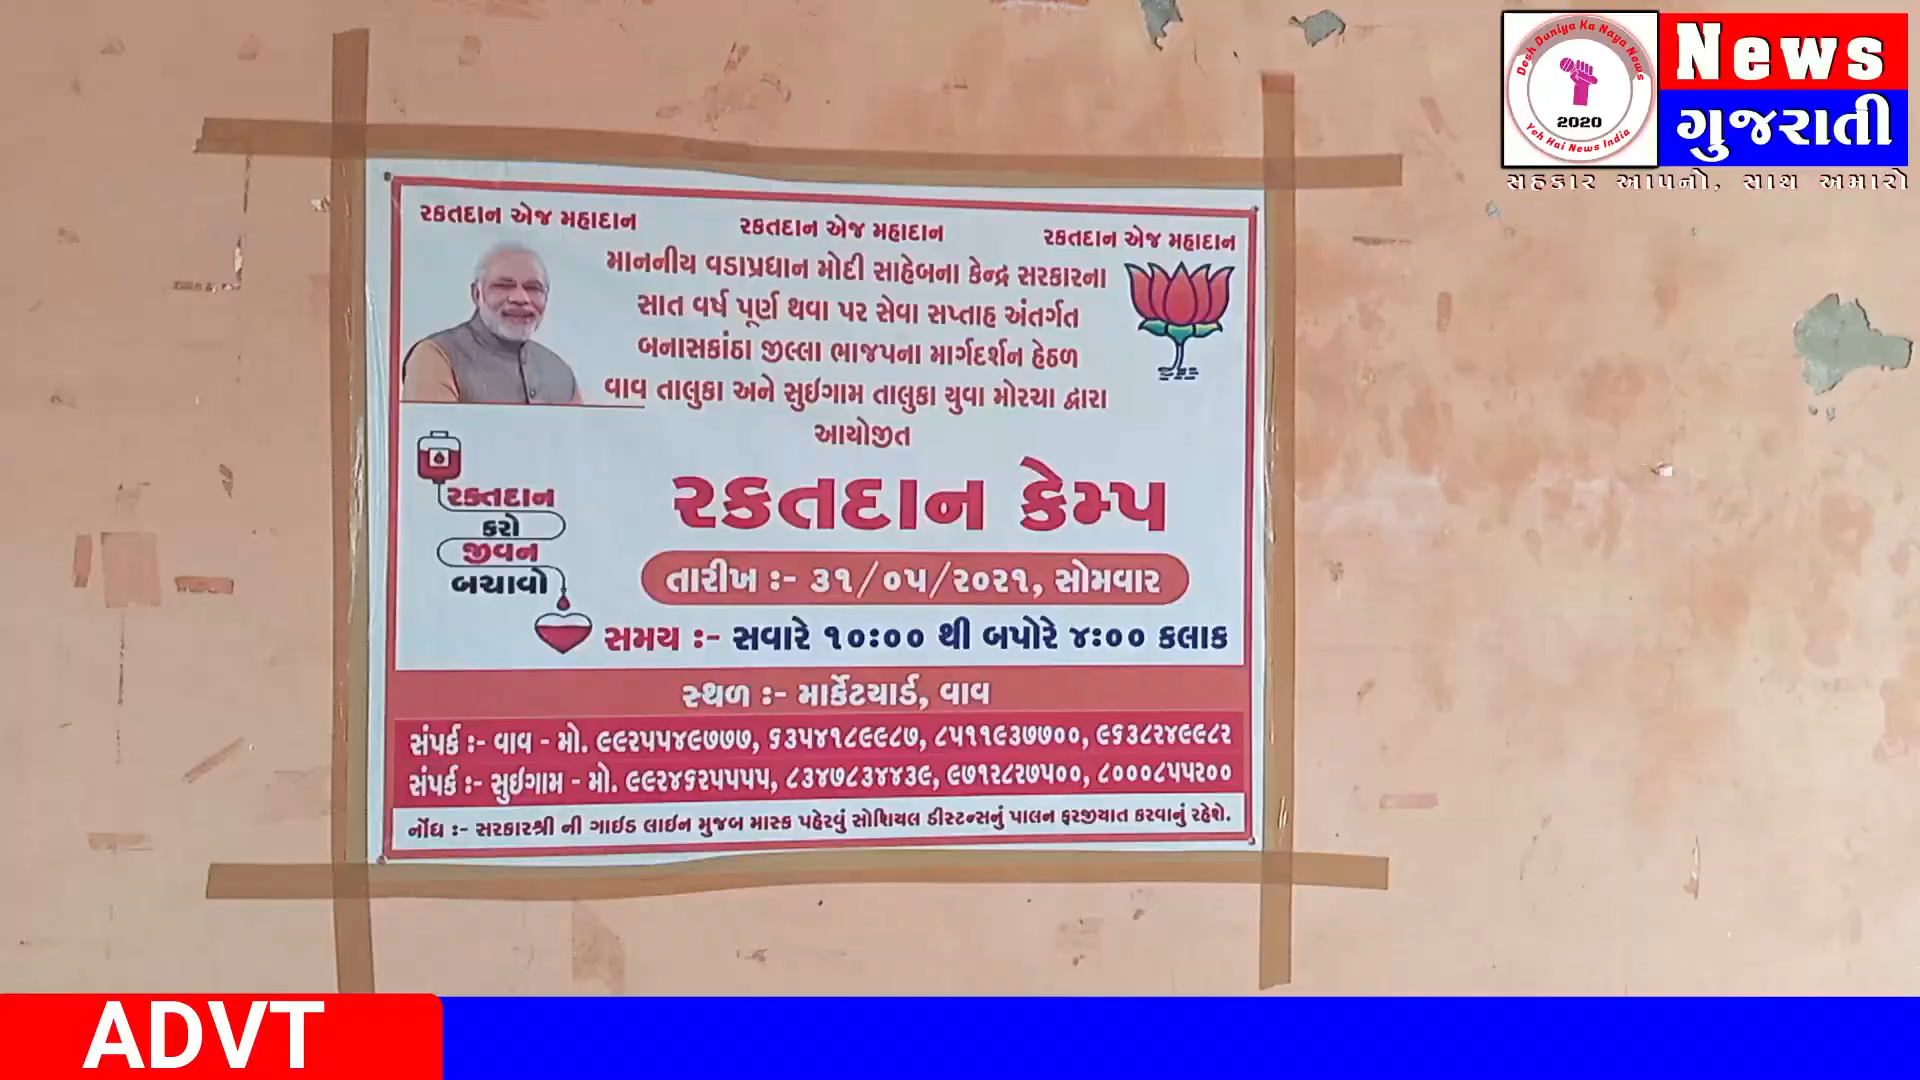 Desh Duniya Ka Naya News
2020
Yeh Hai News India
News
ગુજરાતી
સહકાર આપનો, સાથ અમારો
રકતદાન એજ મહાદાન રકતદાન એજ મહાદાન રકતદાન એજ મહાદાન
માનનીય વડાપ્રધાન મોદી સાહેબના કેન્દ્ર સરકારના
સાત વર્ષ પૂર્ણ થવા પર સેવા સપ્તાહ અંતર્ગત
બનાસકાંઠા જીલ્લા ભાજપના માર્ગદર્શન હેઠળ
વાવ તાલુકા અને સુઈગામ તાલુકા યુવા મોરચા દ્વારા
આયોજીત
રકતદાન
કરો
જીવન
બચાવો
રકતદાન કેમ્પ
તારીખ :- ૩૧/૦૫/૨૦૨૧, સોમવાર
સમય :- સવારે ૧૦:૦૦ થી બપોરે ૪:૦૦ કલાક
સ્થળ :- માર્કેટયાર્ડ, વાવ
સંપર્ક :- વાવ - મો. ૯૯૨૫૫૪૯૭૭૭, ૬૩૫૪૧૮૯૯૮૭, ૮૫૧૧૯૩૭૭૦૦, ૯૬૩૮૨૪૯૯૮૨
સંપર્ક :- સુઈગામ - મો. ૯૯૨૪૬૨૫૫૫૫, ૮૩૪૭૮૩૪૪૩૯, ૯૭૧૨૮૨૭૫૦૦, ૮૦૦૦૮૫૫૨૦૦
નોંધ :- સરકારશ્રી ની ગાઈડ લાઈન મુજબ માસ્ક પહેરવું સોશિયલ ડીસ્ટન્સનું પાલન ફરજીયાત કરવાનું રહેશે.
ADVT